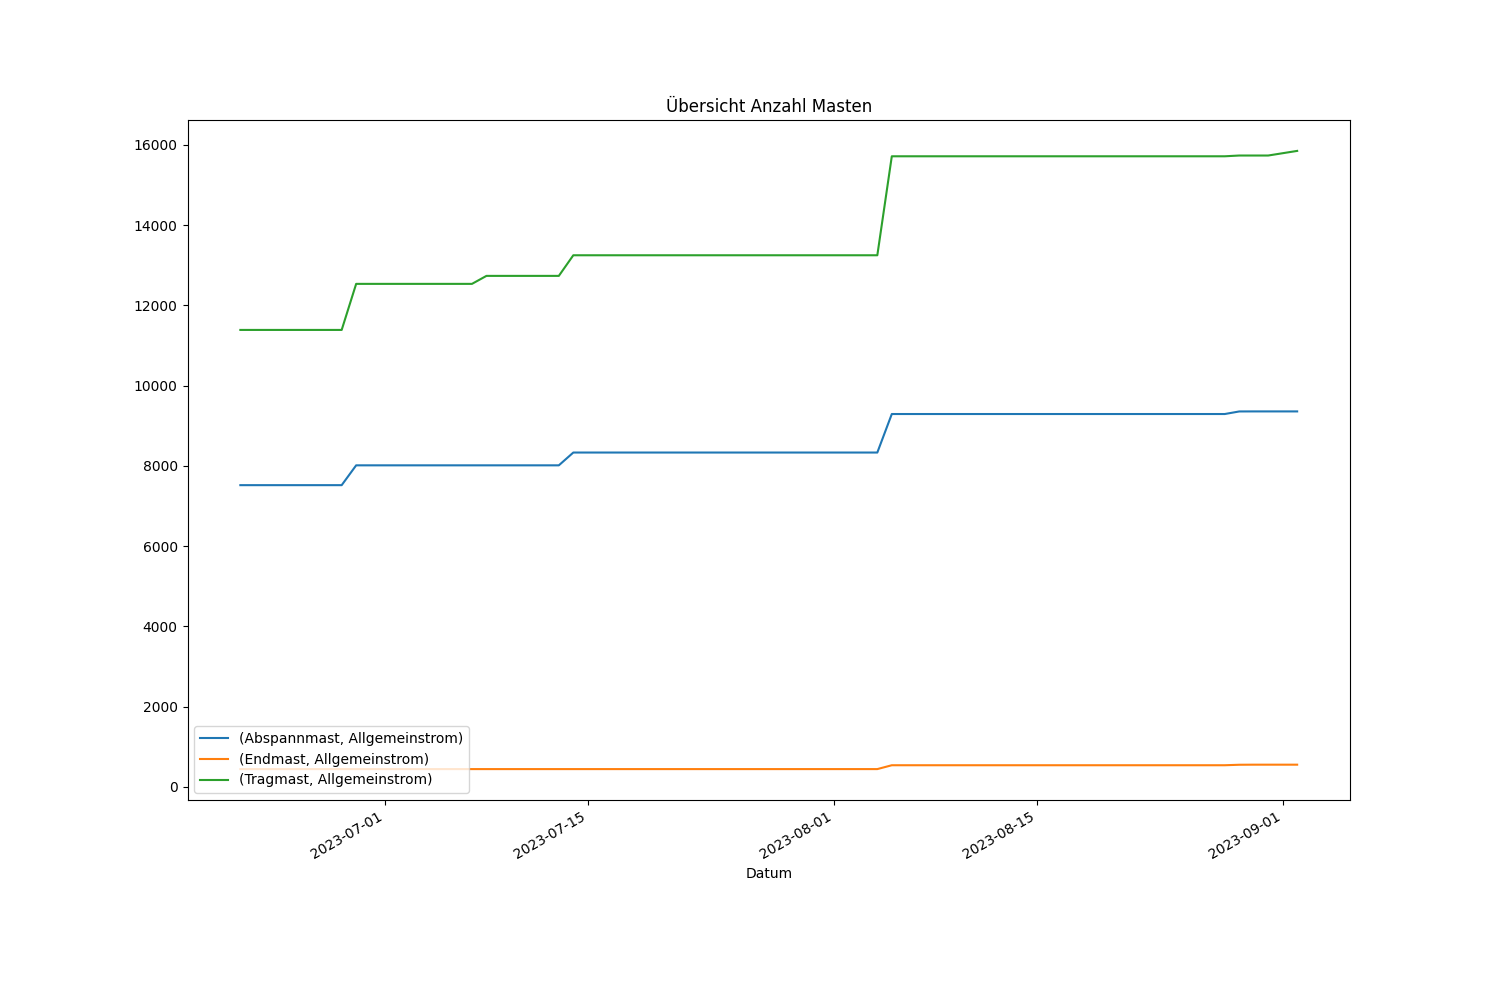 Übersicht Anzahl Masten
16000
14000
12000
10000
8000
6000
4000
2000
0
(Abspannmast, Allgemeinstrom)
(Endmast, Allgemeinstrom)
(Tragmast, Allgemeinstrom)
2023-07-01
2023-07-15
2023-08-01
2023-08-15
2023-09-01
Datum